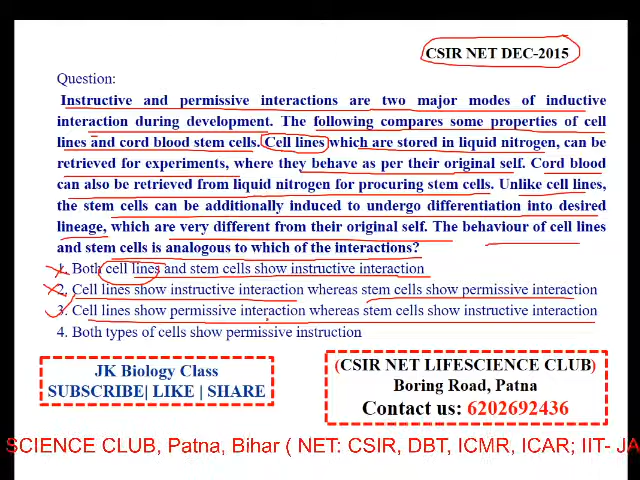 CSIR NET DEC-2015
Question:
Instructive and permissive interactions are two major modes of inductive
interaction during development. The following compares some properties of cell
lines and cord blood stem cells. Cell lines which are stored in liquid nitrogen, can be
retrieved for experiments, where they behave as per their original self. Cord blood
can also be retrieved from liquid nitrogen for procuring stem cells. Unlike cell lines,
the stem cells can be additionally induced to undergo differentiation into desired
lineage, which are very different from their original self. The behaviour of cell lines
and stem cells is analogous to which of the interactions?
1. Both cell lines and stem cells show instructive interaction
2. Cell lines show instructive interaction whereas stem cells show permissive interaction
3. Cell lines show permissive interaction whereas stem cells show instructive interaction
4. Both types of cells show permissive instruction
JK Biology Class
SUBSCRIBE| LIKE | SHARE
(CSIR NET LIFESCIENCE CLUB)
Boring Road, Patna
Contact us: 6202692436
SCIENCE CLUB, Patna, Bihar ( NET: CSIR, DBT, ICMR, ICAR; IIT- JA